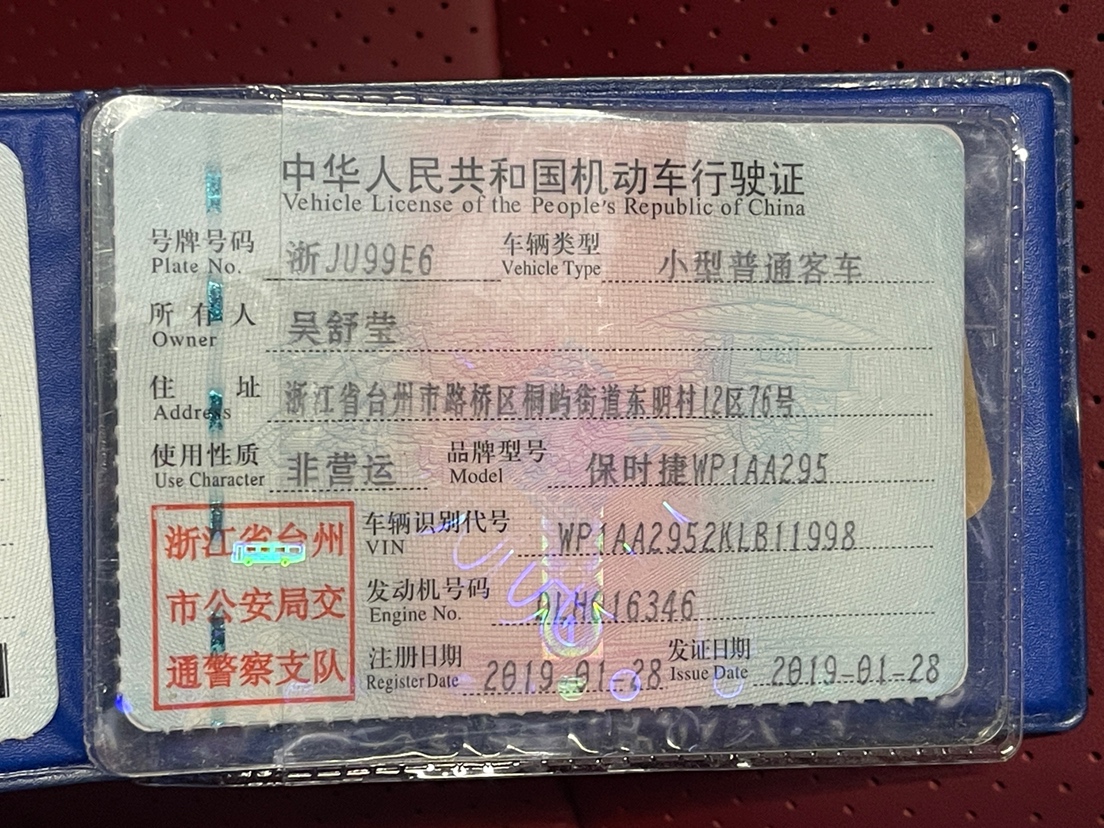 中华人民共和国机动车行驶证
Vehicle License of the People's Republic of China
号牌号码 浙JU99E6 车辆类型 小型普通客车
Plate No. Vehicle Type
所有人 吴舒莹
Owner
住址 浙江省台州市路桥区桐屿街道东明村12区76号
Address
使用性质 非营运 品牌型号 保时捷WP1AA295
Use Character Model
浙江省台州
市公安局交
通警察支队
车辆识别代号 WP1AA2952KLB11998
VIN
发动机号码
Engine No.
注册日期 2019-01-28 发证日期 2019-01-28
Register Date Issue Date